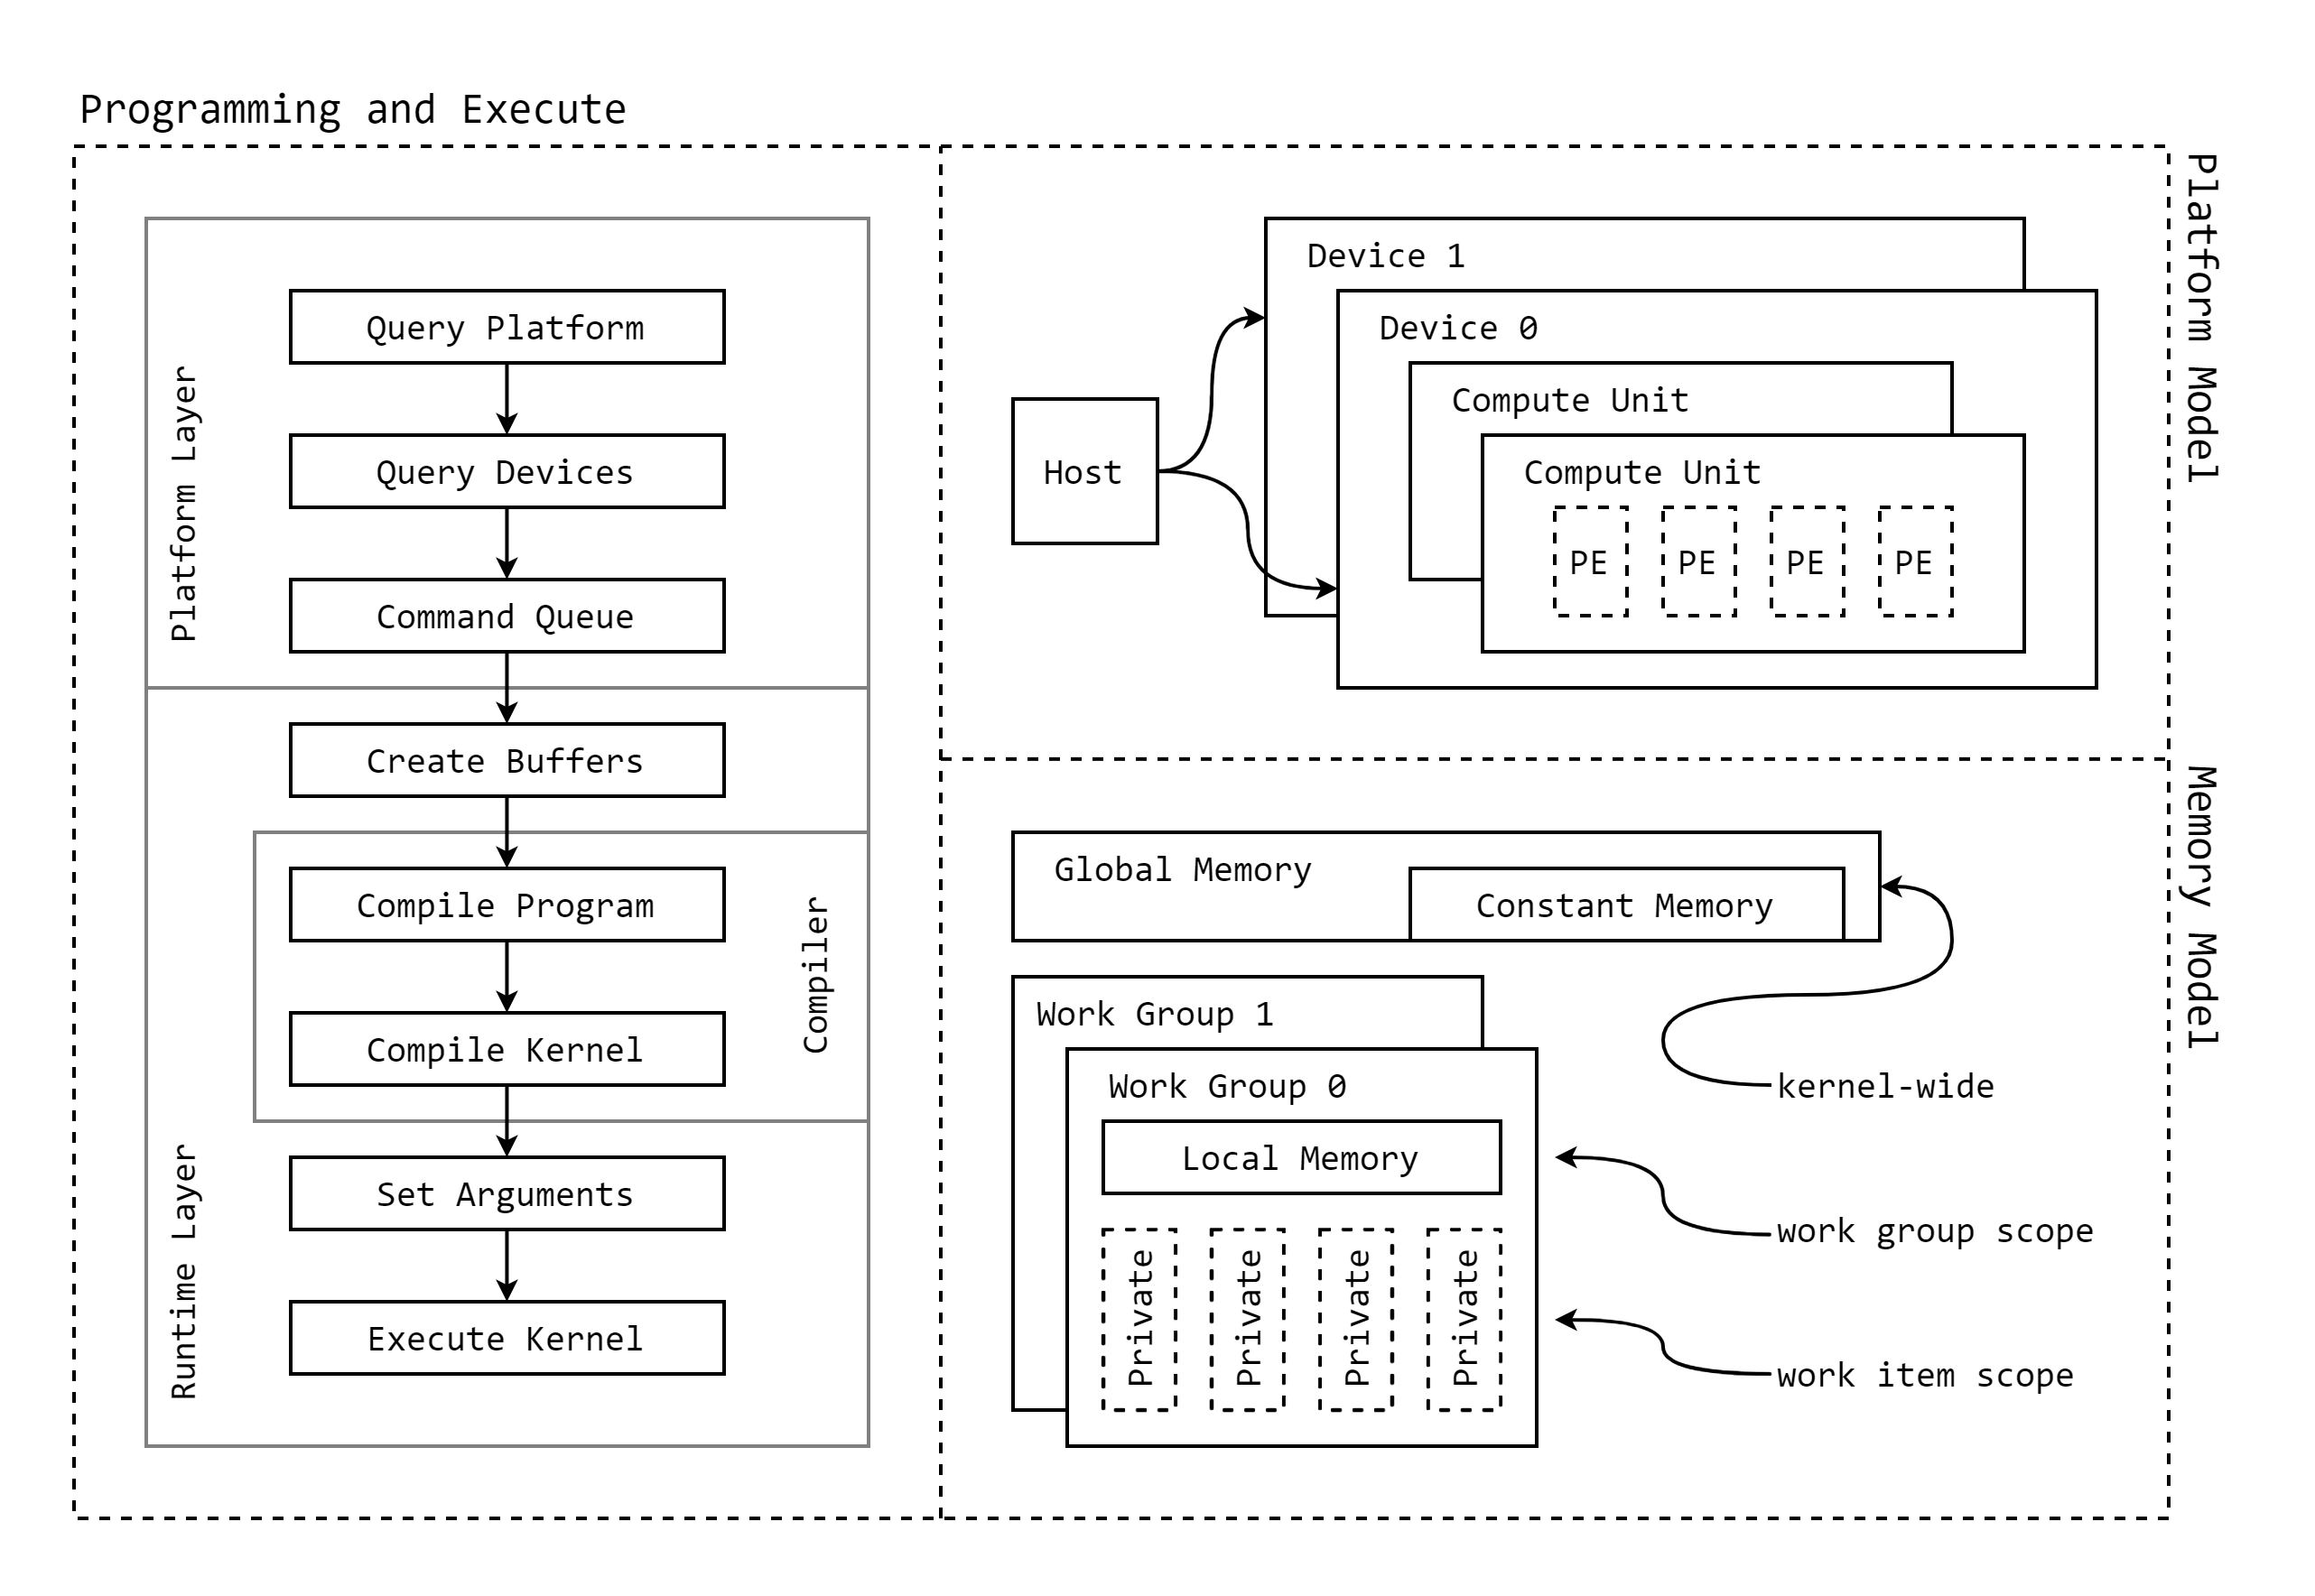 Programming and Execute
Platform Layer
Query Platform
Query Devices
Command Queue
Runtime Layer
Create Buffers
Compiler
Compile Program
Compile Kernel
Set Arguments
Execute Kernel
Platform Model
Host
Device 1
Device 0
Compute Unit
Compute Unit
PE
PE
PE
PE
Memory Model
Global Memory
Constant Memory
Work Group 1
Work Group 0
Local Memory
Private
Private
Private
Private
kernel-wide
work group scope
work item scope